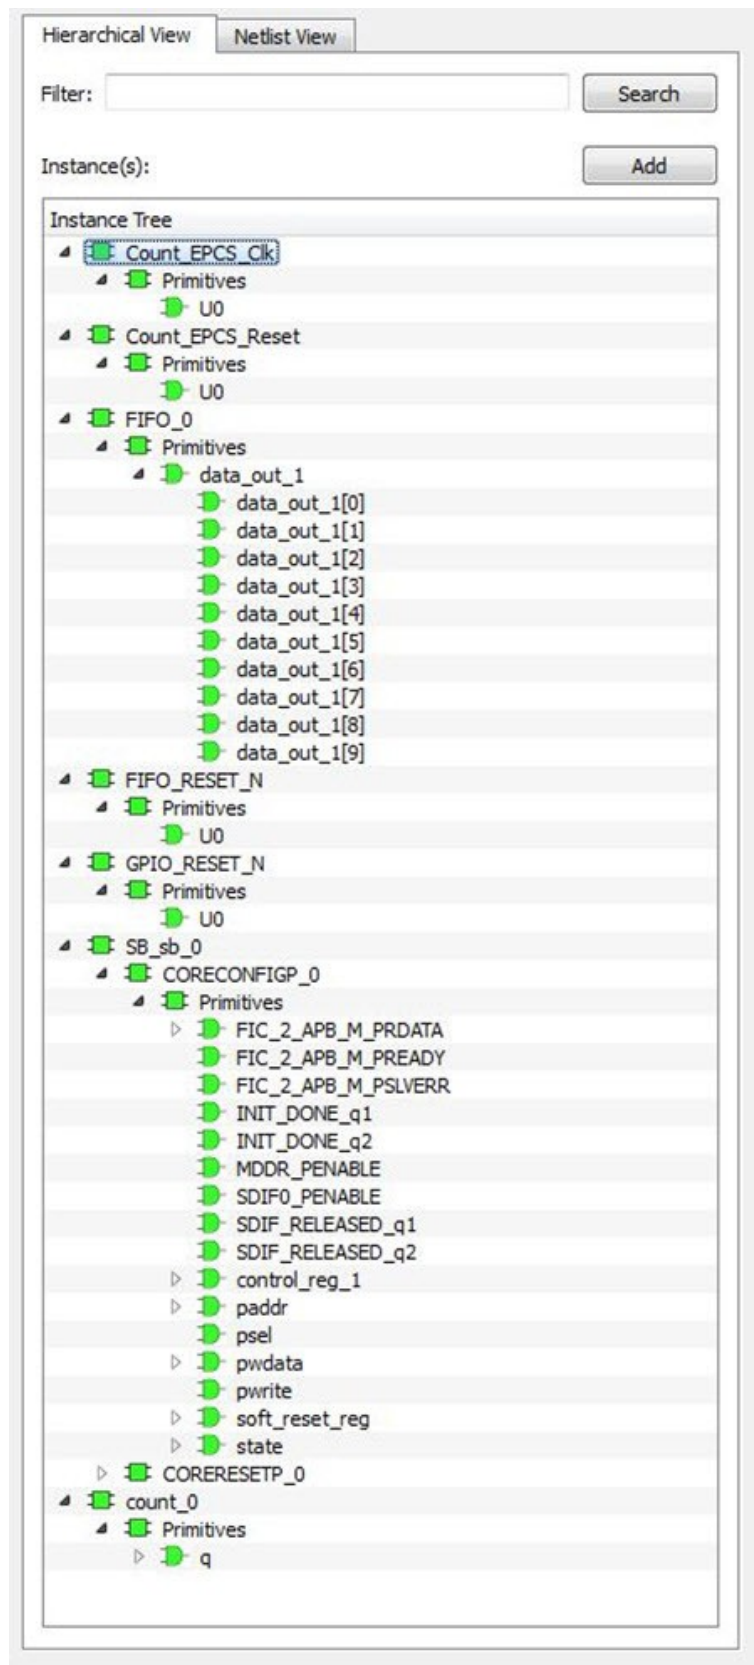 Hierarchical View Netlist View
Filter: Search
Instance(s): Add
Instance Tree
Count_EPCS_Clk
Primitives
U0
Count_EPCS_Reset
Primitives
U0
FIFO_0
Primitives
data_out_1
data_out_1[0]
data_out_1[1]
data_out_1[2]
data_out_1[3]
data_out_1[4]
data_out_1[5]
data_out_1[6]
data_out_1[7]
data_out_1[8]
data_out_1[9]
FIFO_RESET_N
Primitives
U0
GPIO_RESET_N
Primitives
U0
SB_sb_0
CORECONFIGP_0
Primitives
FIC_2_APB_M_PRDATA
FIC_2_APB_M_PREADY
FIC_2_APB_M_PSLVERR
INIT_DONE_q1
INIT_DONE_q2
MDDR_PENABLE
SDIF0_PENABLE
SDIF_RELEASED_q1
SDIF_RELEASED_q2
control_reg_1
paddr
psel
pwdata
pwrite
soft_reset_reg
state
CORERESETP_0
count_0
Primitives
q